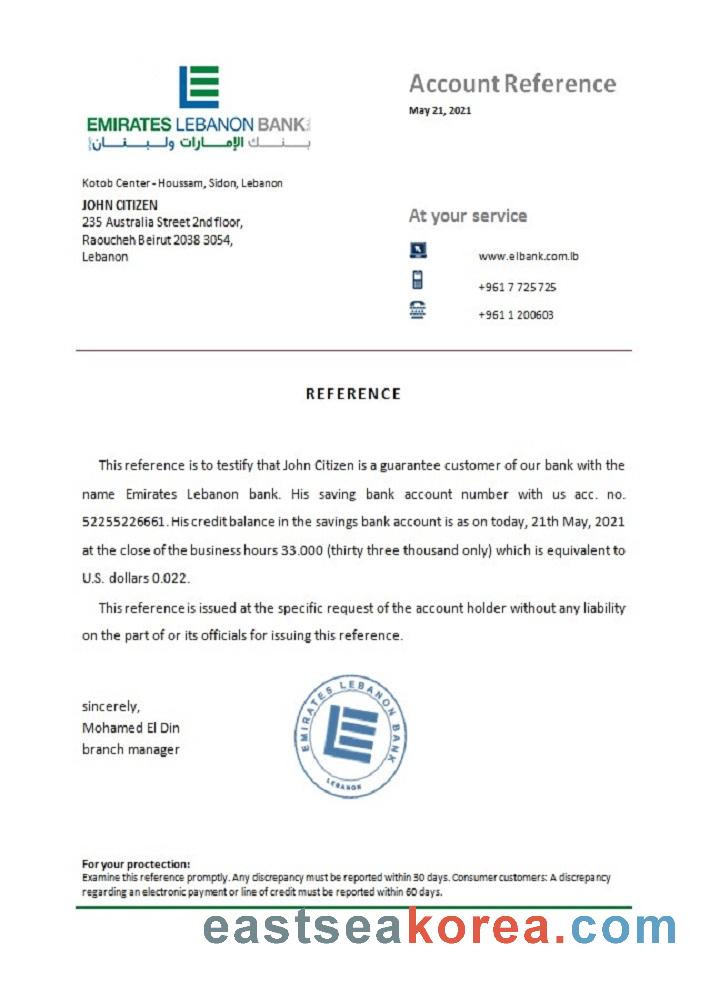 EMIRATES LEBANON BANK
بنك الإمارات ولبنان
Account Reference
May 21, 2021
Kotob Center - Houssam, Sidon, Lebanon
JOHN CITIZEN
235 Australia Street 2nd floor,
Raoucheh Beirut 2038 3054,
Lebanon
At your service
www.elbank.com.lb
+961 7 725725
+961 1 200603
REFERENCE
This reference is to testify that John Citizen is a guarantee customer of our bank with the
name Emirates Lebanon bank. His saving bank account number with us acc. no.
52255226661. His credit balance in the savings bank account is as on today, 21th May, 2021
at the close of the business hours 33.000 (thirty three thousand only) which is equivalent to
U.S. dollars 0.022.
This reference is issued at the specific request of the account holder without any liability
on the part of or its officials for issuing this reference.
sincerely,
Mohamed El Din
branch manager
EMIRATES LEBANON BANK
LEBANON
For your proctection:
Examine this reference promptly. Any discrepancy must be reported within 30 days. Consumer customers: A discrepancy
regarding an electronic payment or line of credit must be reported within 60 days.
eastseakorea.com